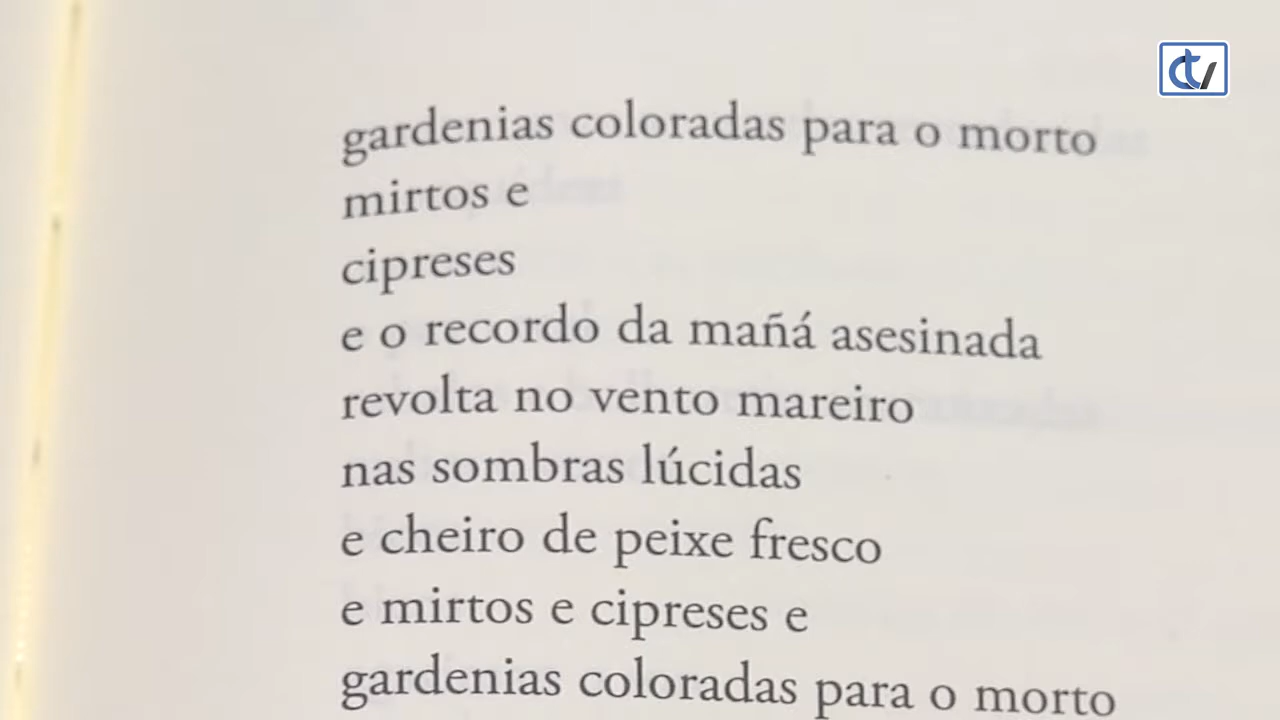 gardenias coloradas para o morto
mirtos e
cipreses
e o recordo da mañá asesinada
revolta no vento mareiro
nas sombras lúcidas
e cheiro de peixe fresco
e mirtos e cipreses e
gardenias coloradas para o morto